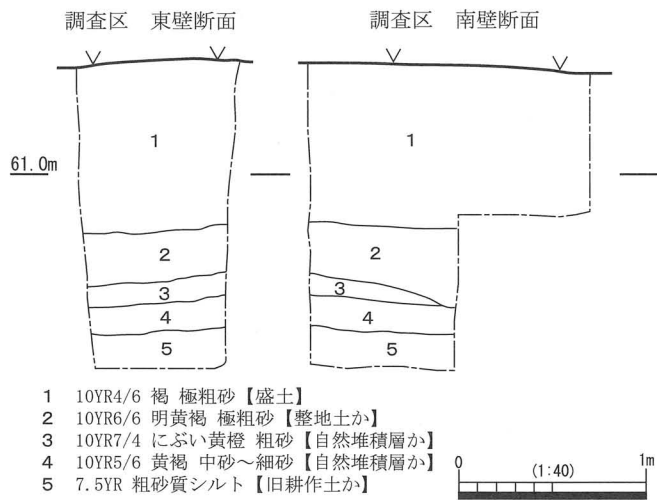 調査区 東壁断面
調査区 南壁断面
1
1
61.0m
2
2
3
3
4
4
5
5
1 10YR4/6 褐 極粗砂【盛土】
2 10YR6/6 明黄褐 極粗砂【整地土か】
3 10YR7/4 にぶい黄橙 粗砂【自然堆積層か】
4 10YR5/6 黄褐 中砂～細砂【自然堆積層か】
5 7.5YR 粗砂質シルト【旧耕作土か】
0 (1:40) 1m